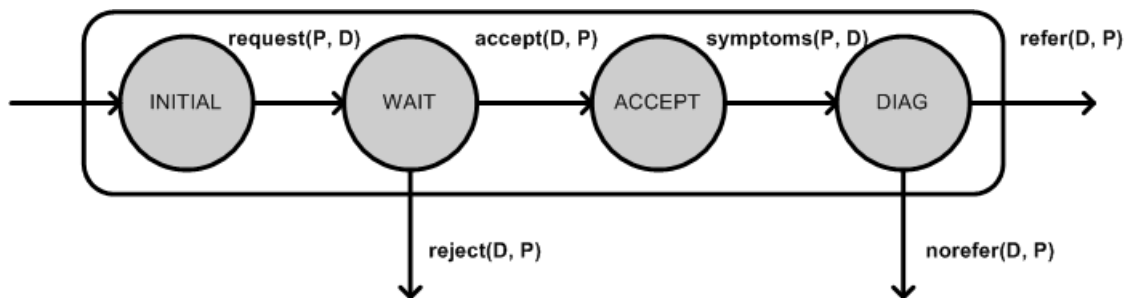 request(P, D)
accept(D, P)
symptoms(P, D)
refer(D, P)
INITIAL
WAIT
ACCEPT
DIAG
reject(D, P)
norefer(D, P)